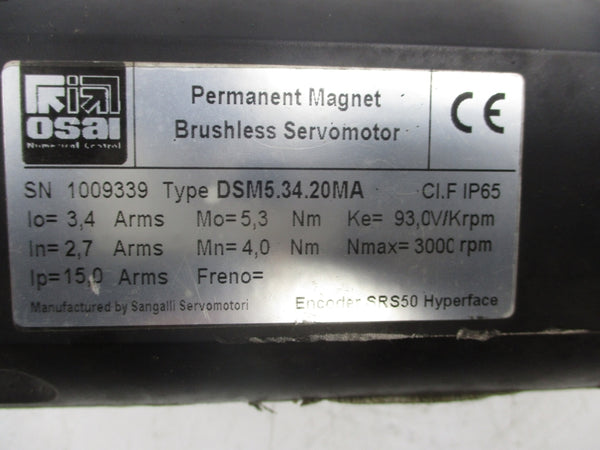 osai
Numerical Control
Permanent Magnet
Brushless Servomotor
CE
SN 1009339 Type DSM5.34.20MA Cl.F IP65
Io= 3,4 Arms Mo=5,3 Nm Ke= 93,0V/Krpm
In= 2,7 Arms Mn= 4,0 Nm Nmax= 3000 rpm
Ip=15,0 Arms Freno=
Manufactured by Sangalli Servomotori Encoder SRS50 Hyperface